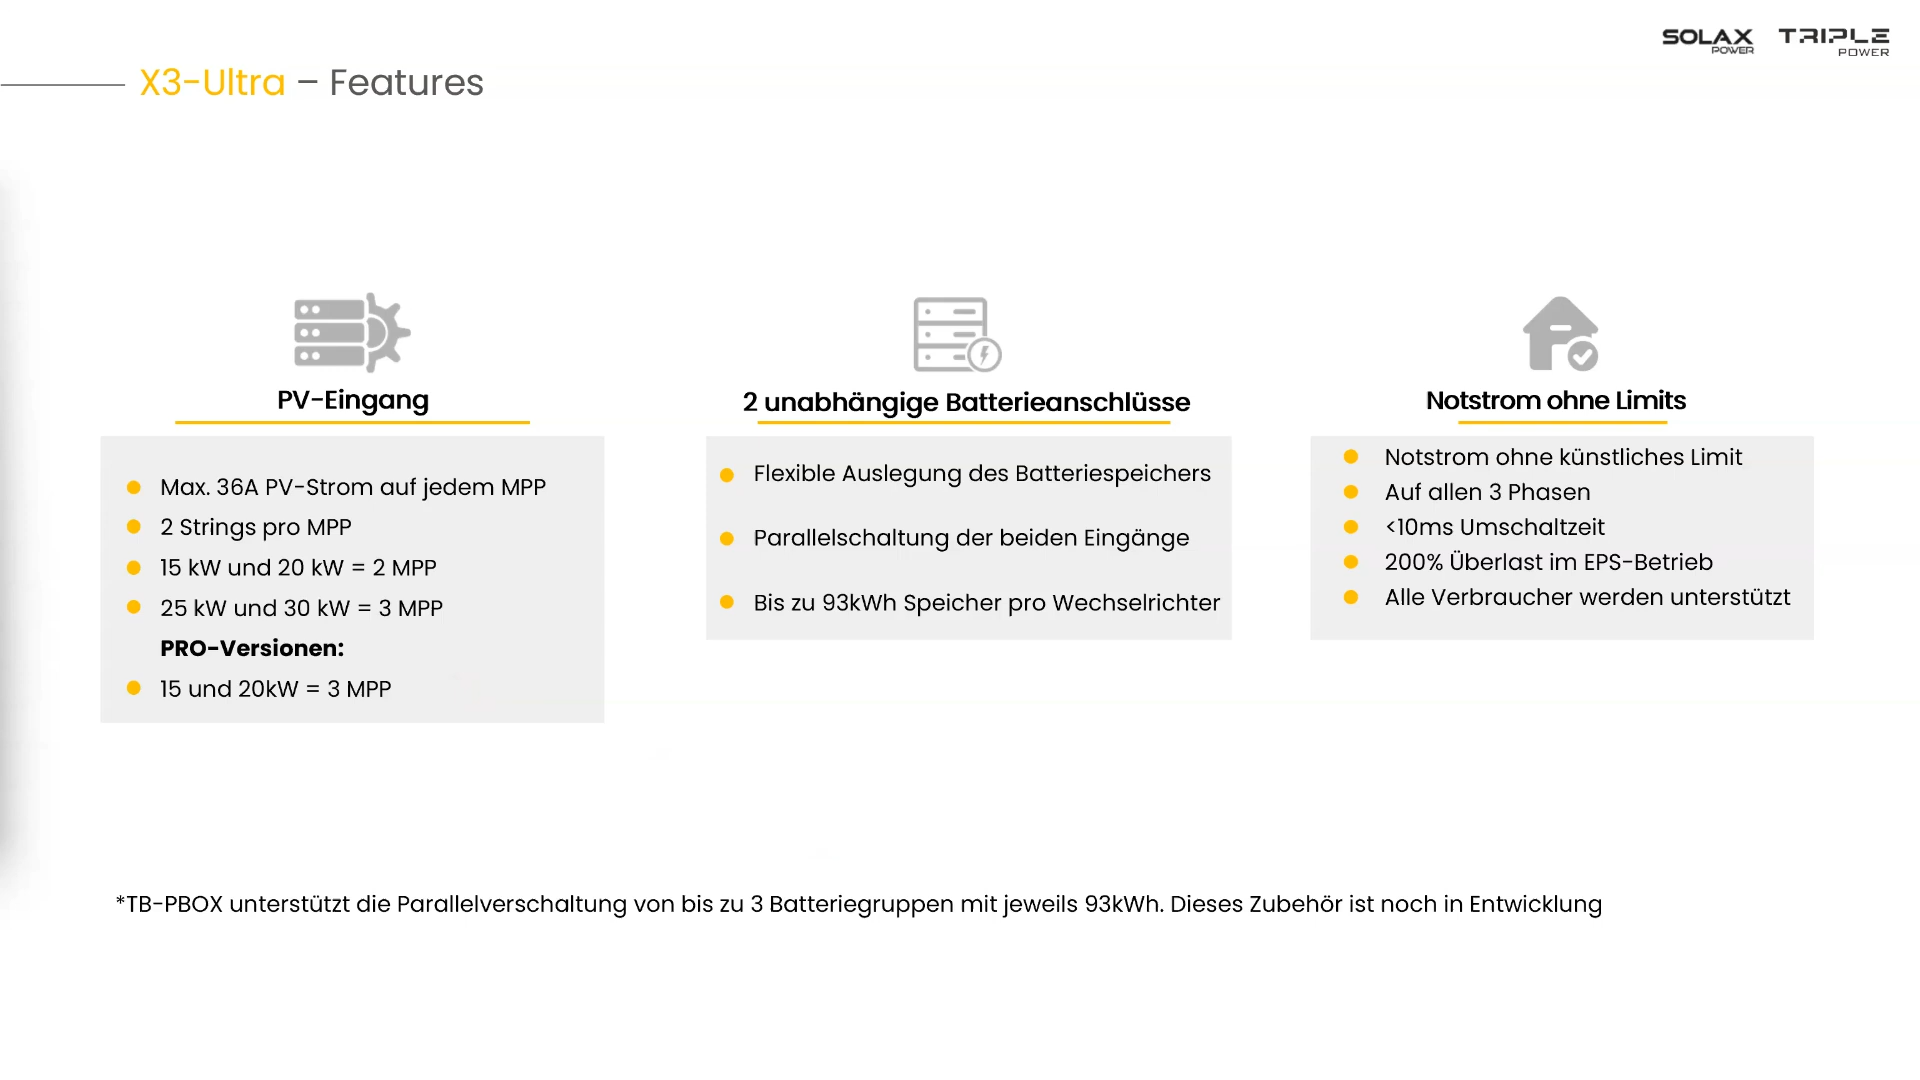 SOLAX POWER
TRIPLE POWER
X3-Ultra – Features
PV-Eingang
Max. 36A PV-Strom auf jedem MPP
2 Strings pro MPP
15 kW und 20 kW = 2 MPP
25 kW und 30 kW = 3 MPP
PRO-Versionen:
15 und 20kW = 3 MPP
2 unabhängige Batterieanschlüsse
Flexible Auslegung des Batteriespeichers
Parallelschaltung der beiden Eingänge
Bis zu 93kWh Speicher pro Wechselrichter
Notstrom ohne Limits
Notstrom ohne künstliches Limit
Auf allen 3 Phasen
<10ms Umschaltzeit
200% Überlast im EPS-Betrieb
Alle Verbraucher werden unterstützt
*TB-PBOX unterstützt die Parallelverschaltung von bis zu 3 Batteriegruppen mit jeweils 93kWh. Dieses Zubehör ist noch in Entwicklung